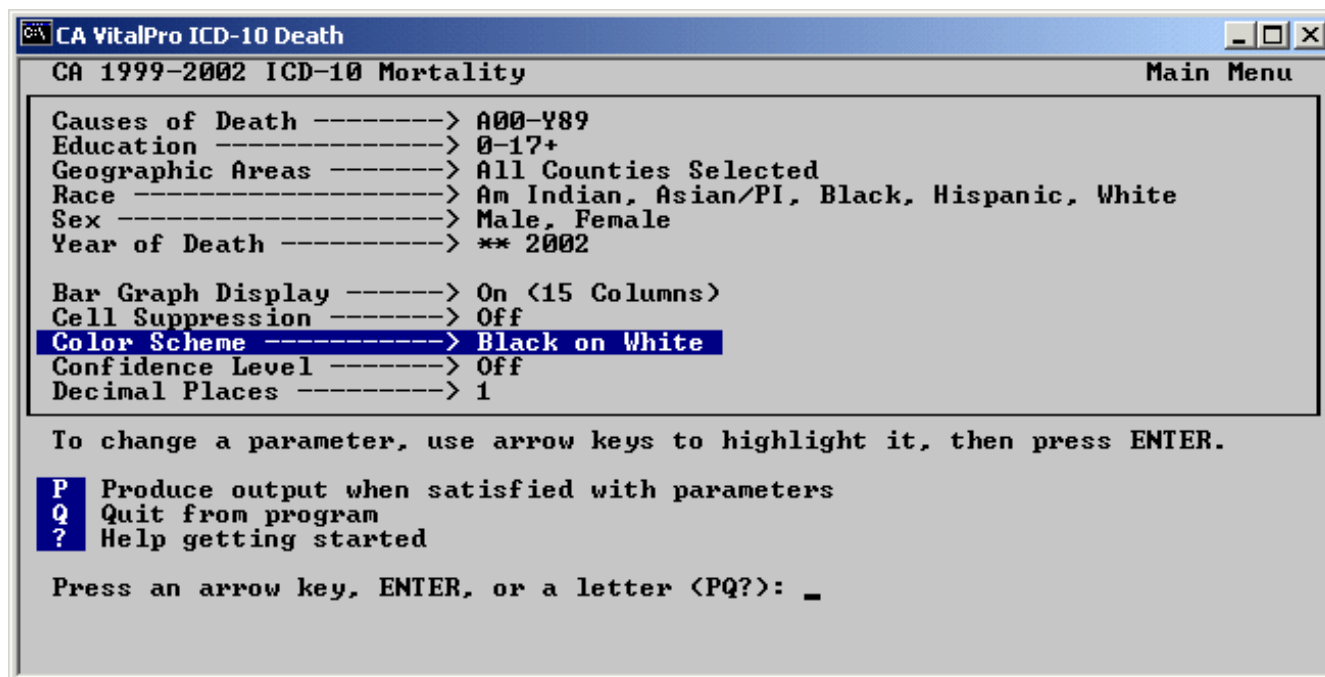 CA VitalPro ICD-10 Death
CA 1999-2002 ICD-10 Mortality Main Menu
Causes of Death --------> A00-Y89
Education --------------> 0-17+
Geographic Areas -------> All Counties Selected
Race -------------------> Am Indian, Asian/PI, Black, Hispanic, White
Sex --------------------> Male, Female
Year of Death ----------> ** 2002
Bar Graph Display ------> On (15 Columns)
Cell Suppression -------> Off
Color Scheme -----------> Black on White
Confidence Level -------> Off
Decimal Places ---------> 1
To change a parameter, use arrow keys to highlight it, then press ENTER.
P Produce output when satisfied with parameters
Q Quit from program
? Help getting started
Press an arrow key, ENTER, or a letter (PQ?): _